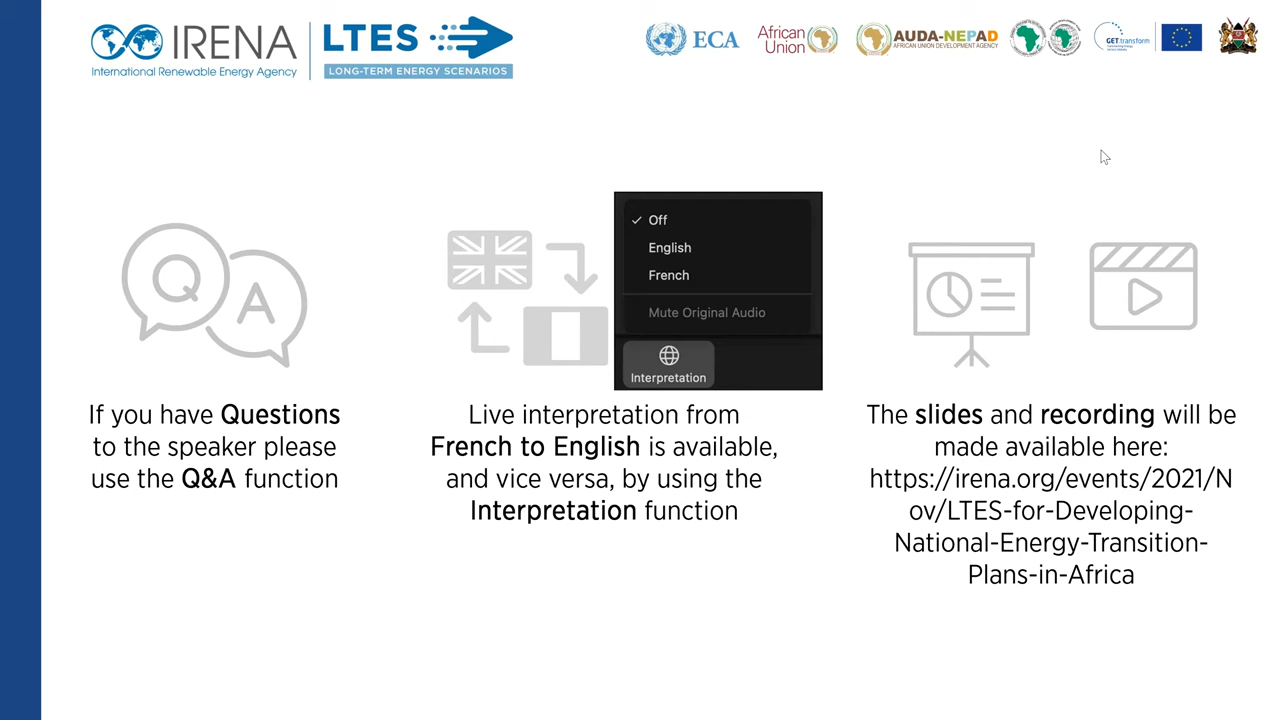 IRENA
International Renewable Energy Agency
LTES
LONG-TERM ENERGY SCENARIOS
ECA
African
Union
AUDA-NEPAD
AFRICAN UNION DEVELOPMENT AGENCY
GET.transform
Off
English
French
Mute Original Audio
Interpretation
Q
A
If you have Questions
to the speaker please
use the Q&A function
Live interpretation from
French to English is available,
and vice versa, by using the
Interpretation function
The slides and recording will be
made available here:
https://irena.org/events/2021/N
ov/LTES-for-Developing-
National-Energy-Transition-
Plans-in-Africa